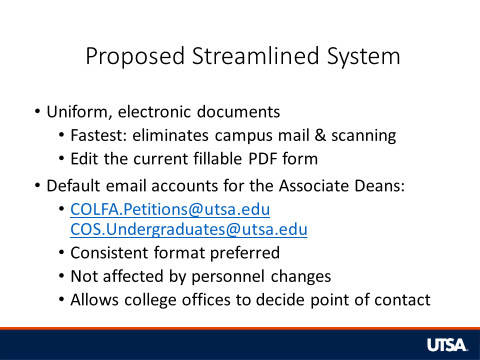 Proposed Streamlined System
• Uniform, electronic documents
• Fastest: eliminates campus mail & scanning
• Edit the current fillable PDF form
• Default email accounts for the Associate Deans:
• COLFA.Petitions@utsa.edu
COS.Undergraduates@utsa.edu
• Consistent format preferred
• Not affected by personnel changes
• Allows college offices to decide point of contact
UTSA